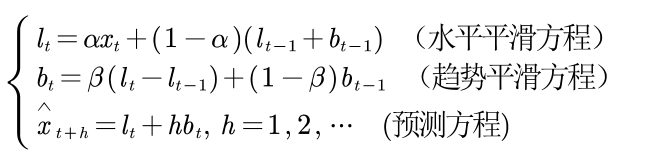 l_t = αx_t + (1 − α)(l_{t−1} + b_{t−1}) （水平平滑方程）
b_t = β(l_t − l_{t−1}) + (1 − β)b_{t−1} （趋势平滑方程）
x̂_{t+h} = l_t + hb_t, h = 1, 2, ⋯ (预测方程)